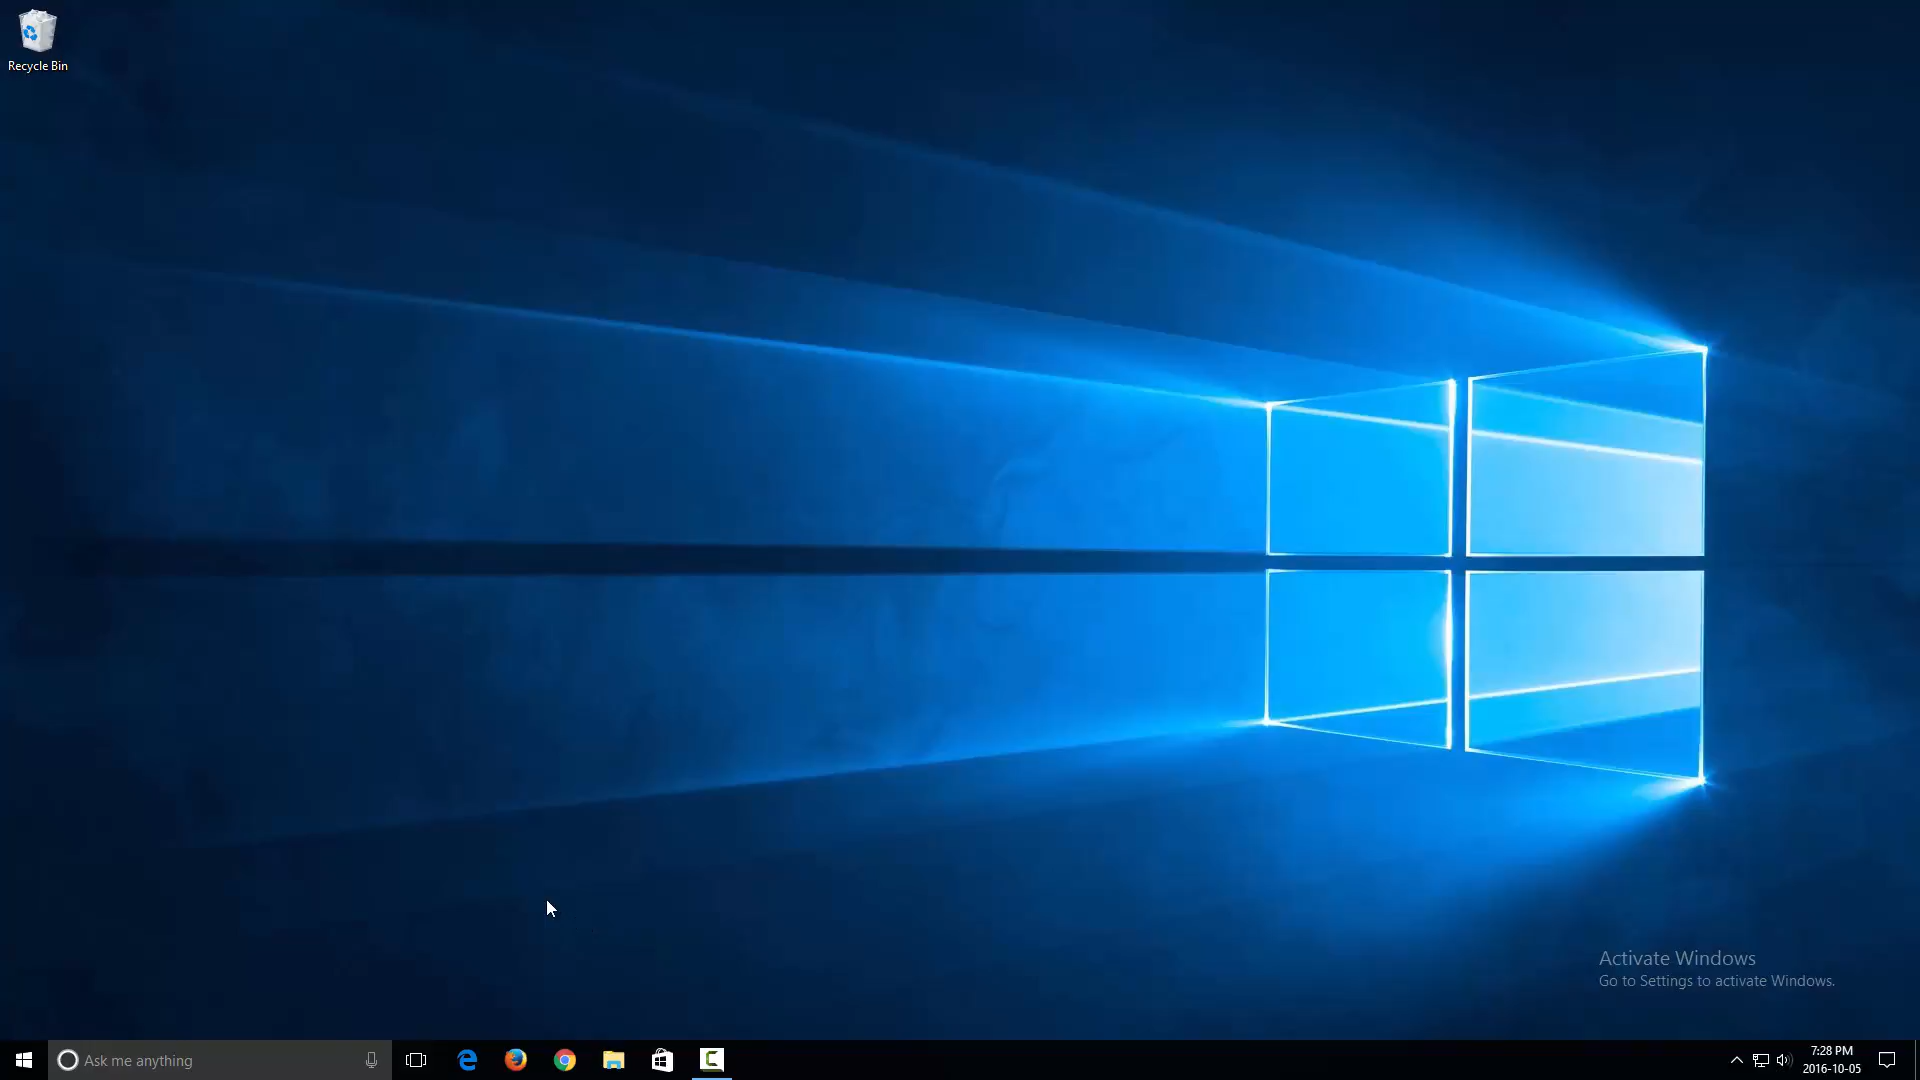 Recycle Bin
Activate Windows
Go to Settings to activate Windows.
Ask me anything
7:28 PM
2016-10-05